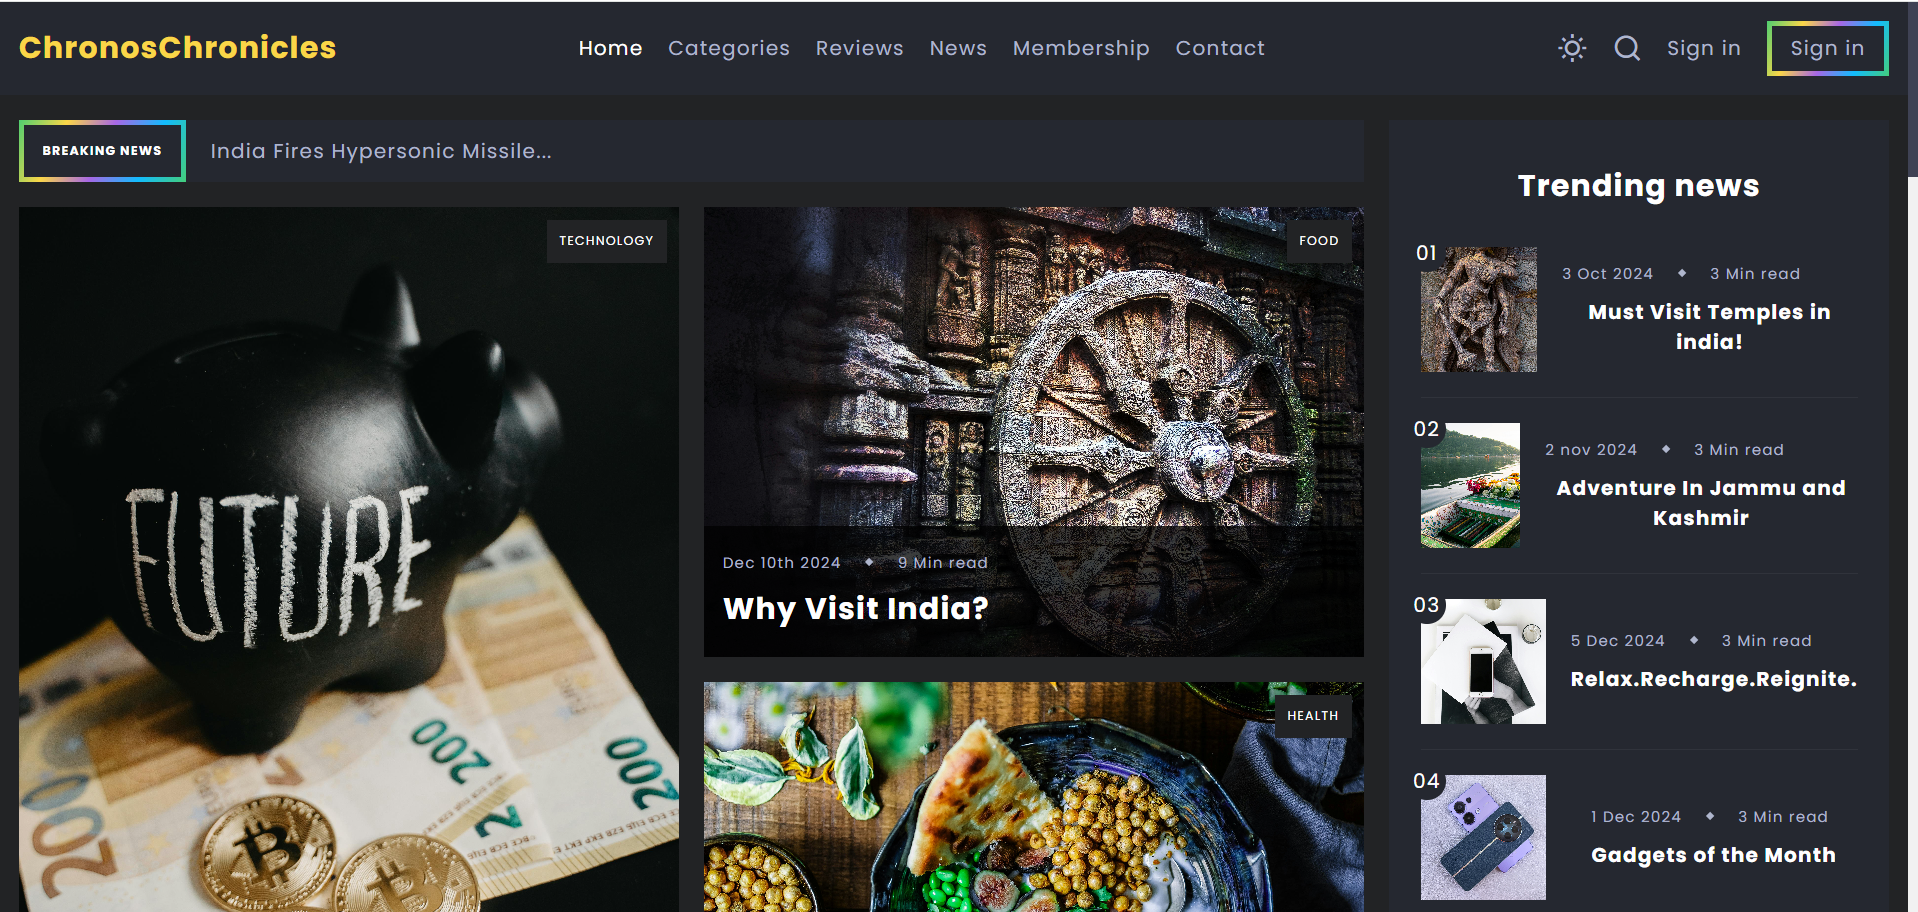 ChronosChronicles
Home Categories Reviews News Membership Contact
Sign in
Sign in
BREAKING NEWS
India Fires Hypersonic Missile...
TECHNOLOGY
FUTURE
200
200
200
2
FOOD
Dec 10th 2024 ◆ 9 Min read
Why Visit India?
HEALTH
Trending news
01
3 Oct 2024 ◆ 3 Min read
Must Visit Temples in
india!
02
2 nov 2024 ◆ 3 Min read
Adventure In Jammu and
Kashmir
03
5 Dec 2024 ◆ 3 Min read
Relax.Recharge.Reignite.
04
1 Dec 2024 ◆ 3 Min read
Gadgets of the Month